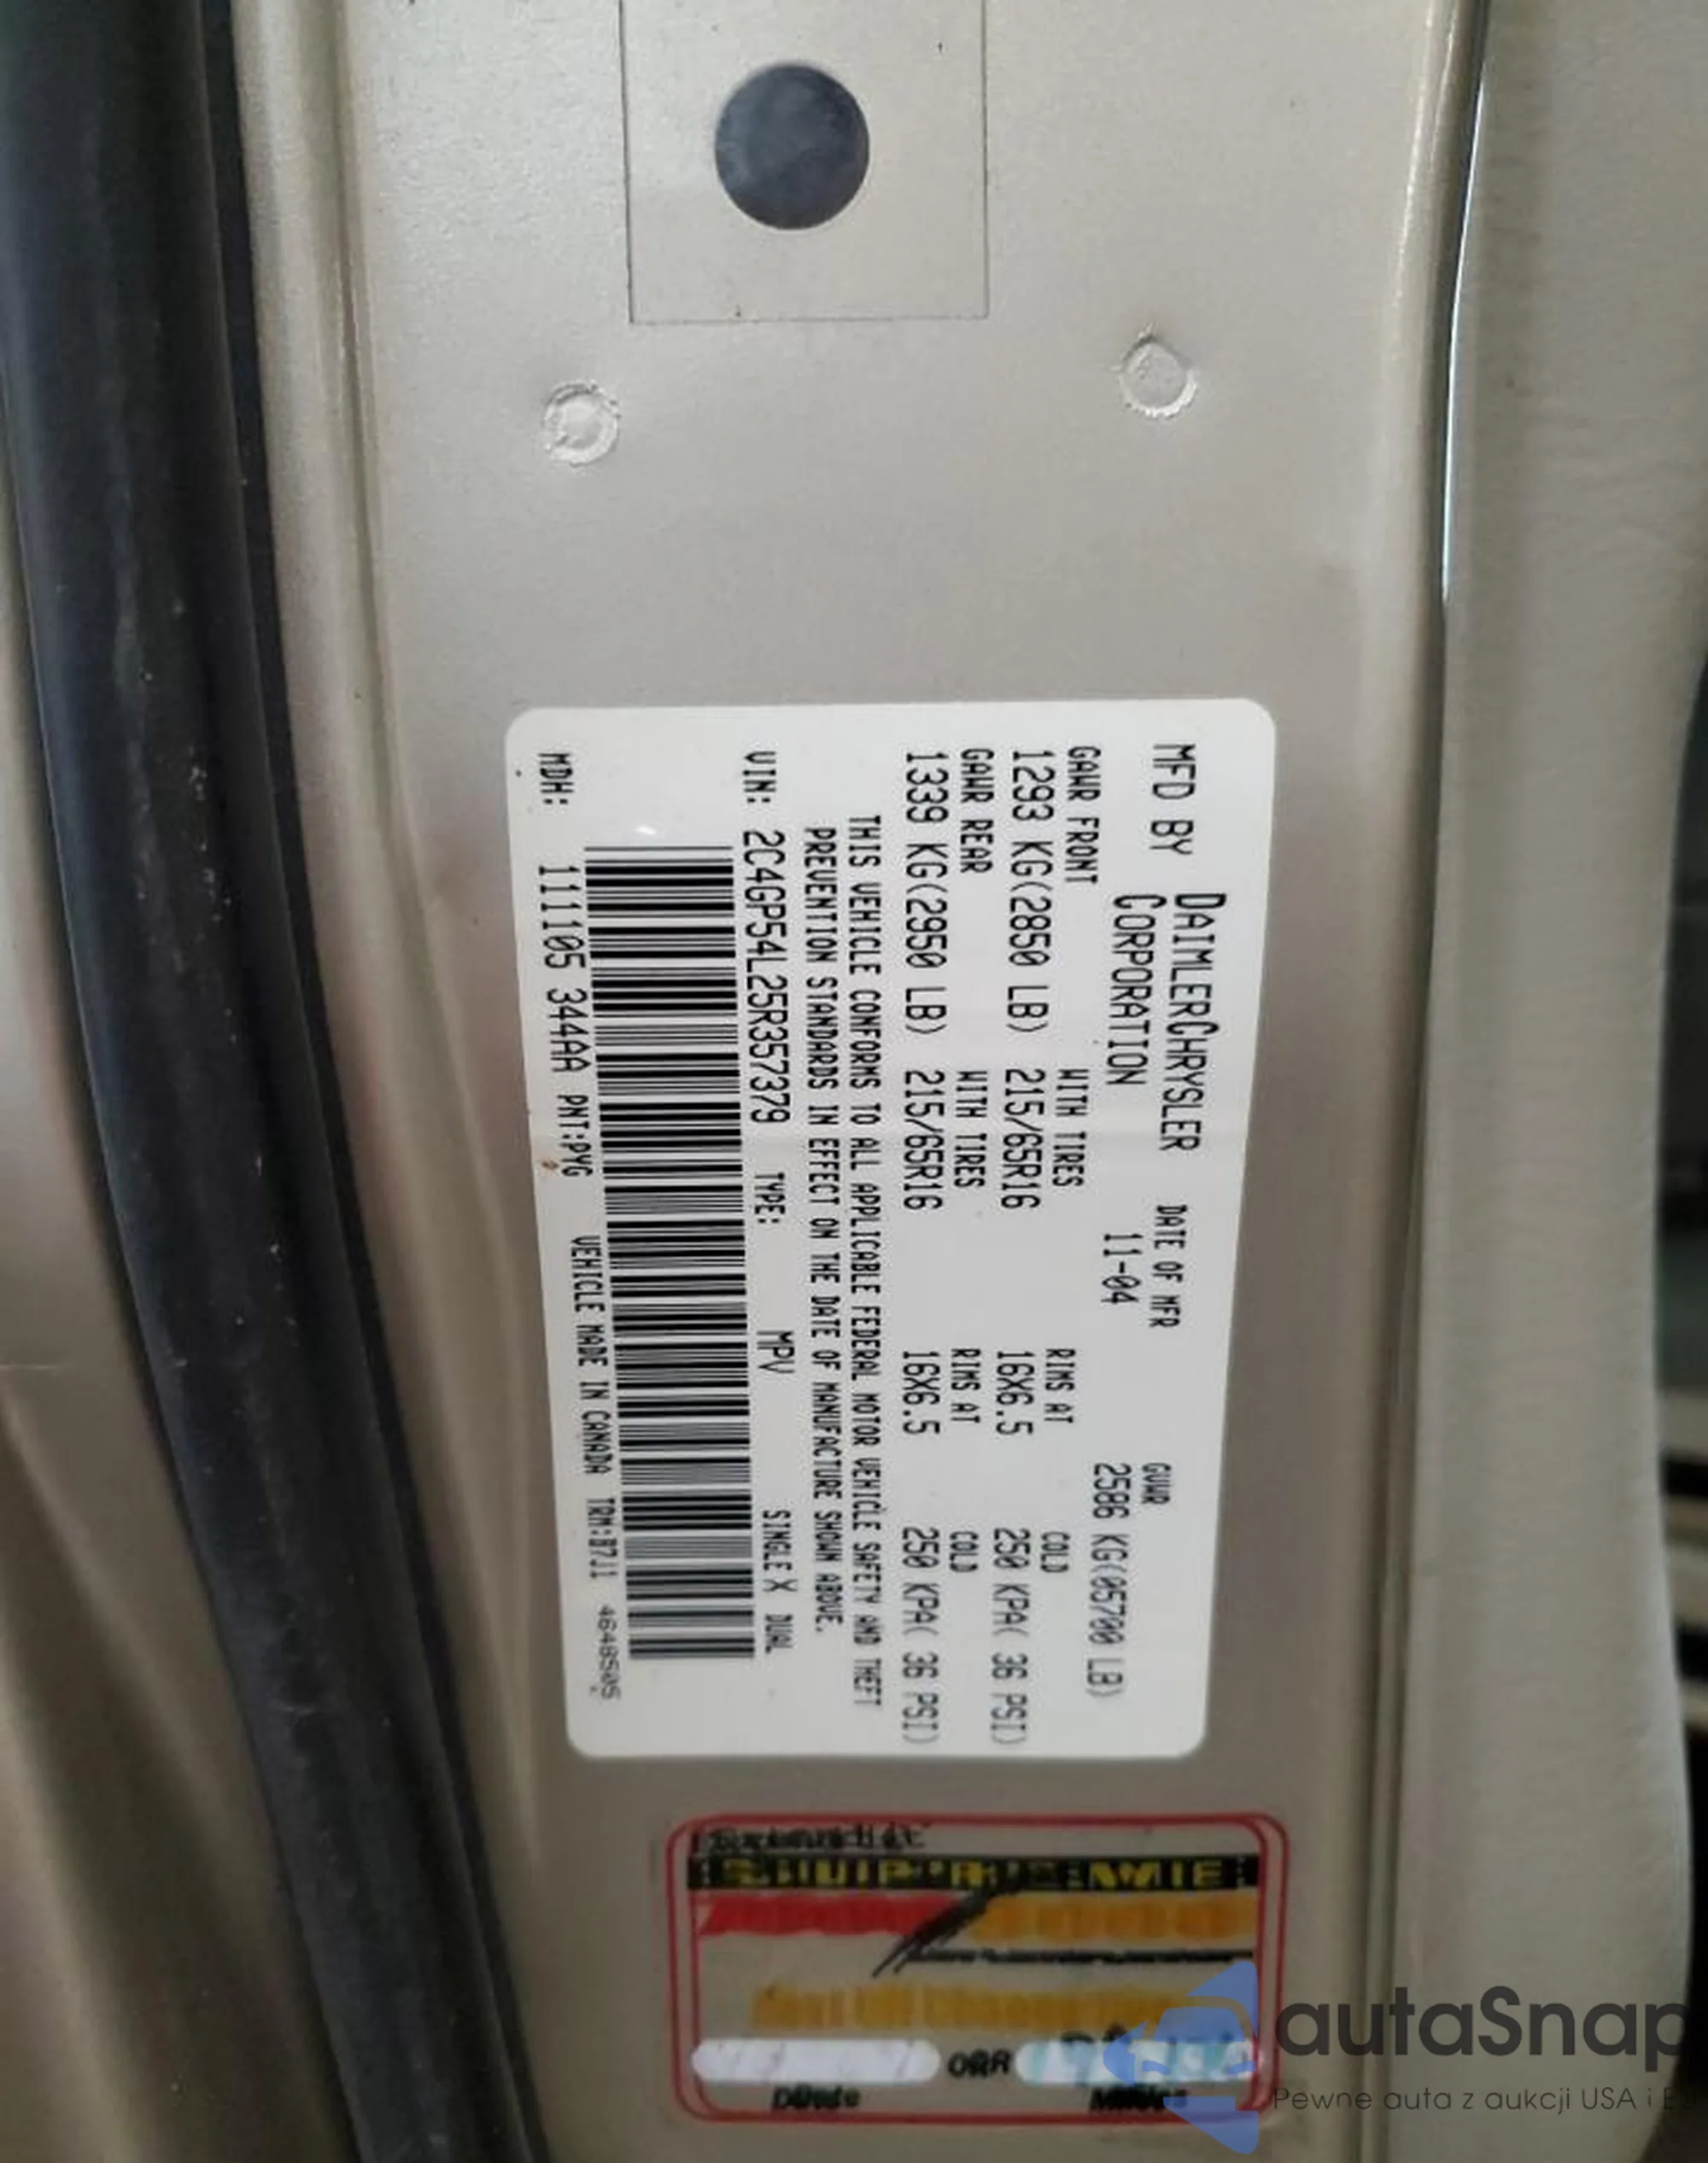 MFD BY DAIMLERCHRYSLER CORPORATION
DATE OF MFR 11-04
GVWR 2586 KG(05700 LB)
GAWR FRONT WITH TIRES RIMS AT COLD
1293 KG(2850 LB) 215/65R16 16X6.5 250 KPA( 36 PSI)
GAWR REAR WITH TIRES RIMS AT COLD
1339 KG(2950 LB) 215/65R16 16X6.5 250 KPA( 36 PSI)
THIS VEHICLE CONFORMS TO ALL APPLICABLE FEDERAL MOTOR VEHICLE SAFETY AND THEFT
PREVENTION STANDARDS IN EFFECT ON THE DATE OF MANUFACTURE SHOWN ABOVE.
VIN: 2C4GP54L25R357379 TYPE: MPV SINGLE X DUAL
MDH: 111105 344AA PNT:PYG VEHICLE MADE IN CANADA TRM:B7J1
autaSnap
Pewne auta z aukcji USA i